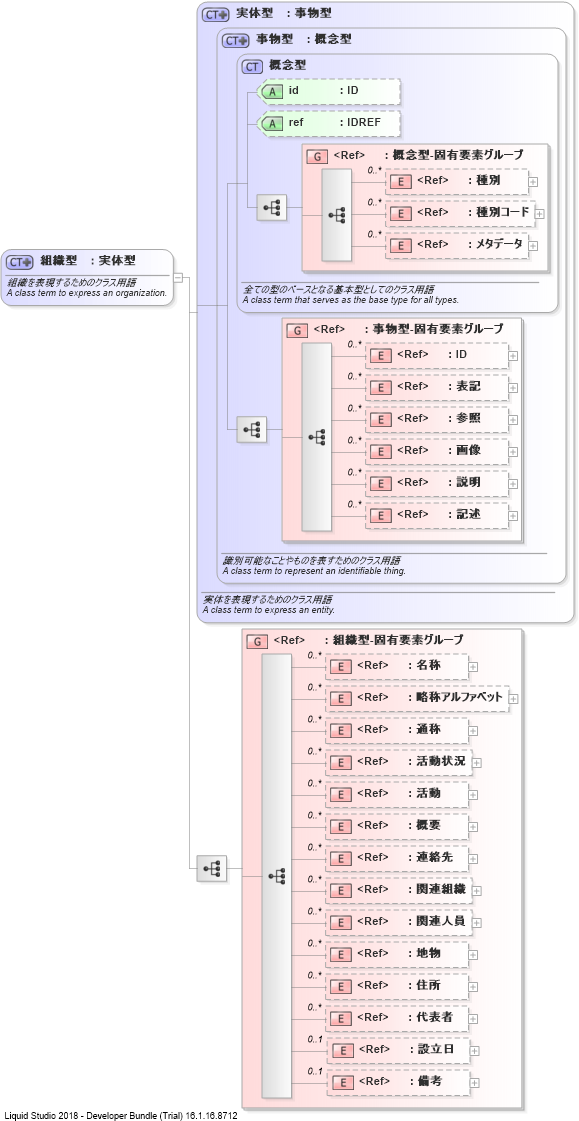 CT 実体型 : 事物型
CT 事物型 : 概念型
CT 概念型
A id : ID
A ref : IDREF
G <Ref> : 概念型-固有要素グループ
0..*
E <Ref> : 種別
0..*
E <Ref> : 種別コード
0..*
E <Ref> : メタデータ
CT 組織型 : 実体型
組織を表現するためのクラス用語
A class term to express an organization.
全ての型のベースとなる基本型としてのクラス用語
A class term that serves as the base type for all types.
G <Ref> : 事物型-固有要素グループ
0..*
E <Ref> : ID
0..*
E <Ref> : 表記
0..*
E <Ref> : 参照
0..*
E <Ref> : 画像
0..*
E <Ref> : 説明
0..*
E <Ref> : 記述
識別可能なことやものを表すためのクラス用語
A class term to represent an identifiable thing.
実体を表現するためのクラス用語
A class term to express an entity.
G <Ref> : 組織型-固有要素グループ
0..*
E <Ref> : 名称
0..*
E <Ref> : 略称アルファベット
0..*
E <Ref> : 通称
0..*
E <Ref> : 活動状況
0..*
E <Ref> : 活動
0..*
E <Ref> : 概要
0..*
E <Ref> : 連絡先
0..*
E <Ref> : 関連組織
0..*
E <Ref> : 関連人員
0..*
E <Ref> : 地物
0..*
E <Ref> : 住所
0..*
E <Ref> : 代表者
0..1
E <Ref> : 設立日
0..1
E <Ref> : 備考
Liquid Studio 2018 - Developer Bundle (Trial) 16.1.16.8712